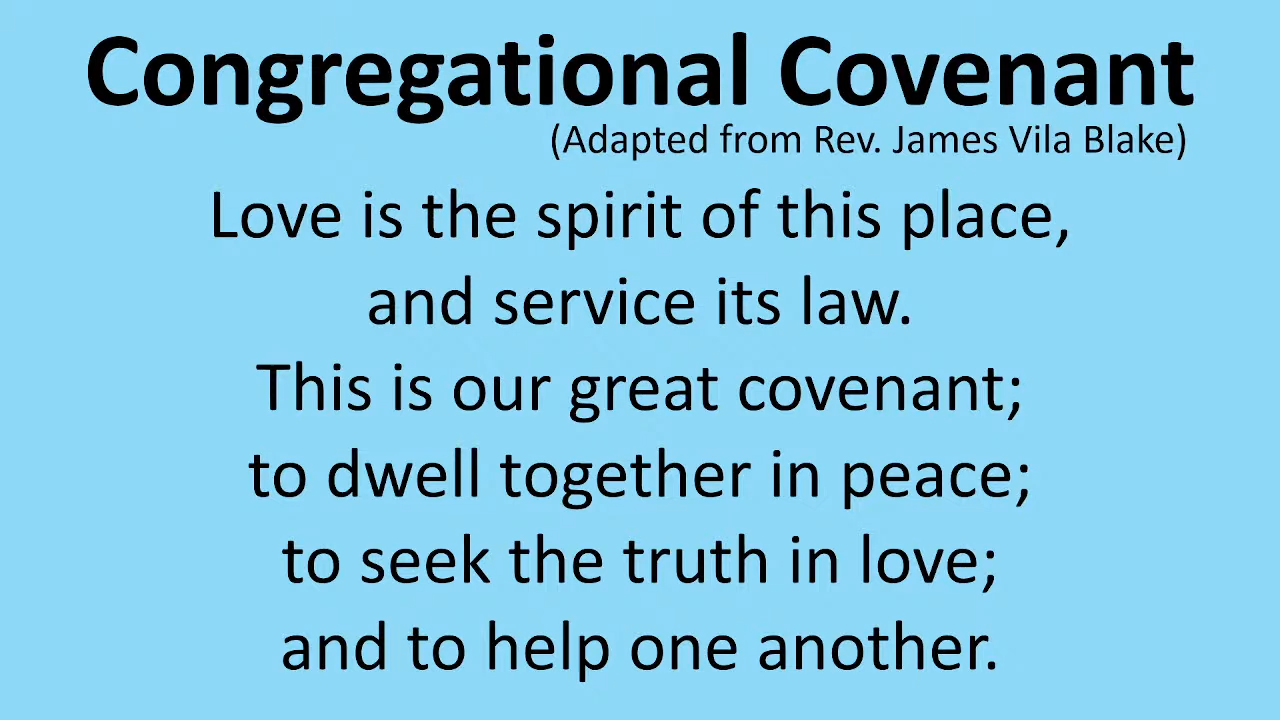 Congregational Covenant
(Adapted from Rev. James Vila Blake)
Love is the spirit of this place,
and service its law.
This is our great covenant;
to dwell together in peace;
to seek the truth in love;
and to help one another.